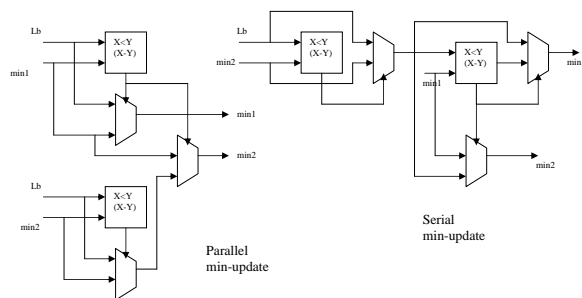 Lb
X<Y
(X-Y)
min1
min1
min2
Lb
X<Y
(X-Y)
min2
Parallel
min-update
Lb
X<Y
(X-Y)
min2
X<Y
(X-Y)
min1
min
min2
Serial
min-update